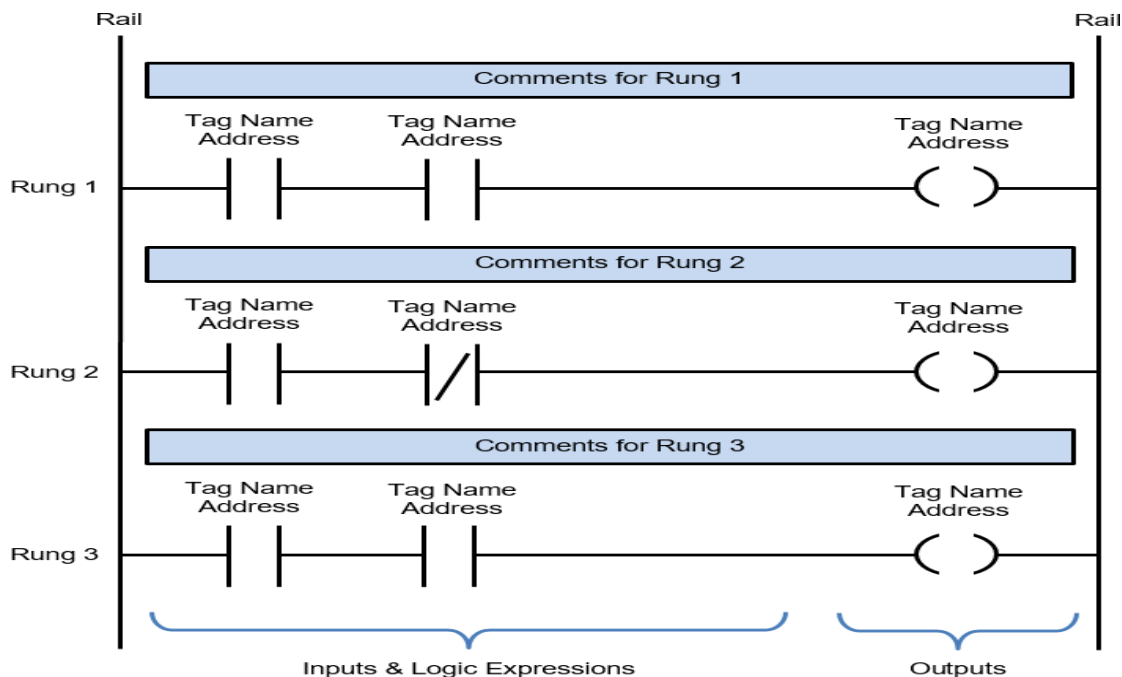 Rail
Rail
Comments for Rung 1
Tag Name
Address
Tag Name
Address
Tag Name
Address
Rung 1
Comments for Rung 2
Tag Name
Address
Tag Name
Address
Tag Name
Address
Rung 2
Comments for Rung 3
Tag Name
Address
Tag Name
Address
Tag Name
Address
Rung 3
Inputs & Logic Expressions
Outputs